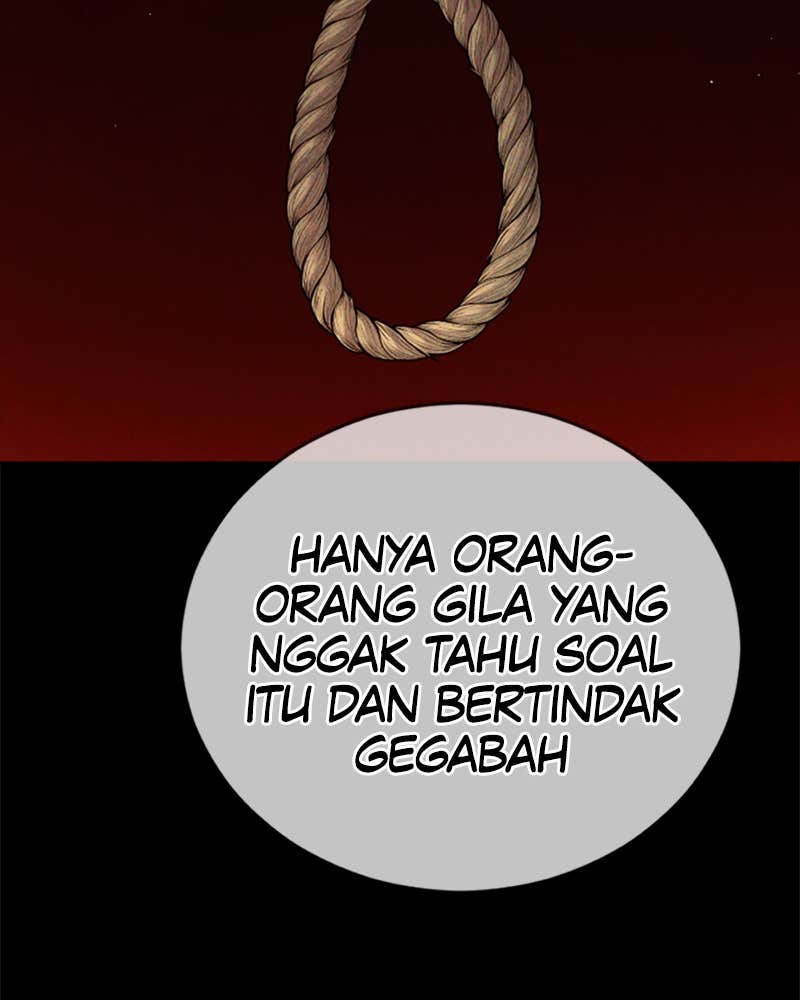 HANYA ORANG-
ORANG GILA YANG
NGGAK TAHU SOAL
ITU DAN BERTINDAK
GEGABAH